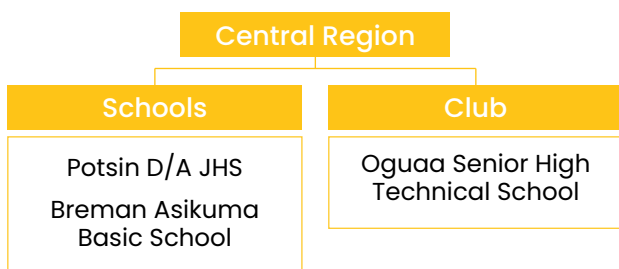 Central Region
Schools
Potsin D/A JHS
Breman Asikuma
Basic School
Club
Oguaa Senior High
Technical School